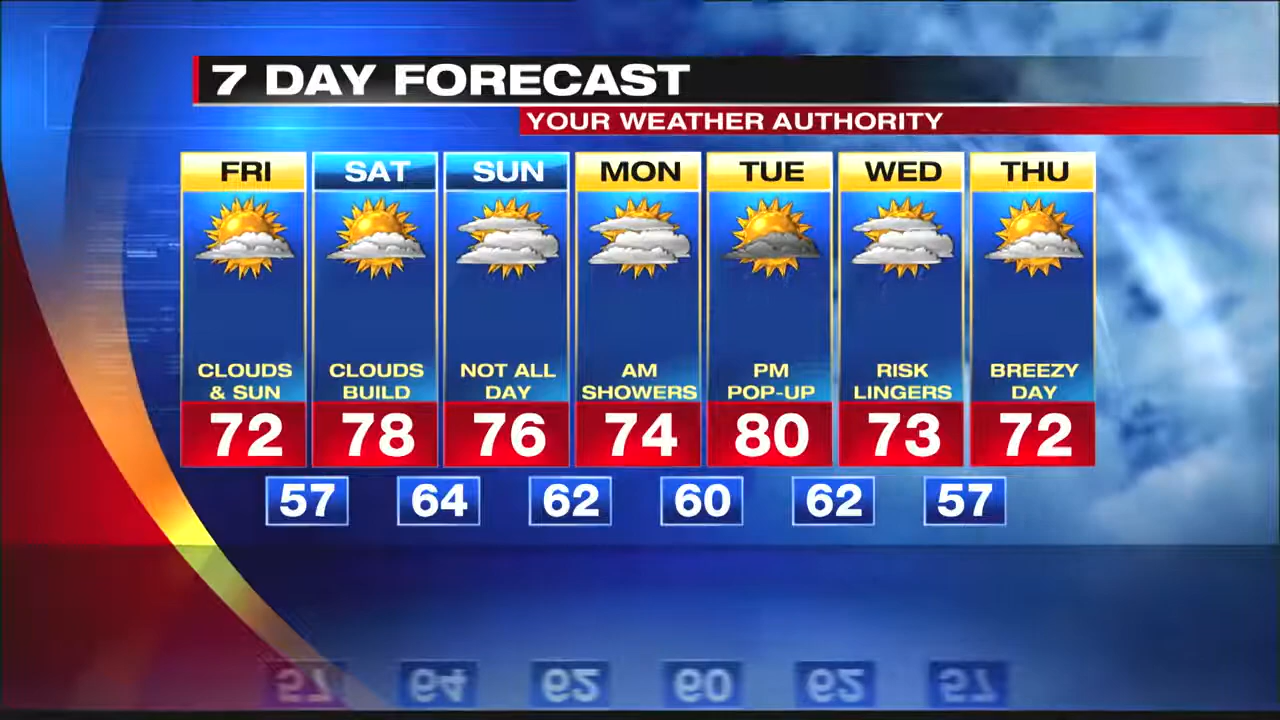 7 DAY FORECAST
YOUR WEATHER AUTHORITY
FRI SAT SUN MON TUE WED THU
CLOUDS CLOUDS NOT ALL AM PM RISK BREEZY
& SUN BUILD DAY SHOWERS POP-UP LINGERS DAY
72 78 76 74 80 73 72
57 64 62 60 62 57